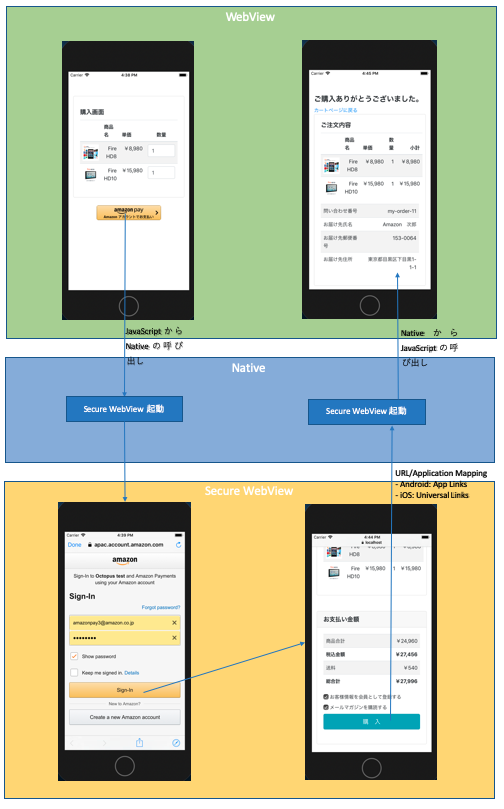 WebView
Carrier 4:38 PM
購入画面
商品名 単価 数量
Fire HD8 ￥8,980 1
Fire HD10 ￥15,980 1
amazon pay
Amazon アカウントでお支払い
Carrier 4:45 PM
ご購入ありがとうございました。
カートページに戻る
ご注文内容
商品名 単価 数量 小計
Fire HD8 ￥8,980 1 ￥8,980
Fire HD10 ￥15,980 1 ￥15,980
問い合わせ番号 my-order-11
お届け先氏名 Amazon 次郎
お届け先郵便番号 153-0064
お届け先住所 東京都目黒区下目黒1-1-1
JavaScript から
Native の 呼 び
出し
Native か ら
JavaScript の 呼
び出し
Native
Secure WebView 起動
Secure WebView 起動
URL/Application Mapping
- Android: App Links
- iOS: Universal Links
Secure WebView
Carrier 4:39 PM
Done apac.account.amazon.com
amazon
Sign-In to Octopus test and Amazon Payments
using your Amazon account
Sign-In
Forgot password?
amazonpay3@amazon.co.jp
Show password
Keep me signed in. Details
Sign-In
New to Amazon?
Create a new Amazon account
Carrier 4:44 PM
localhost
Fire HD8
Fire HD10 ￥15,980 1 ￥15,980
お支払い金額
商品合計 ￥24,960
税込金額 ￥27,456
送料 ￥540
総合計 ￥27,996
お客様情報を会員として登録する
メールマガジンを購読する
購 入